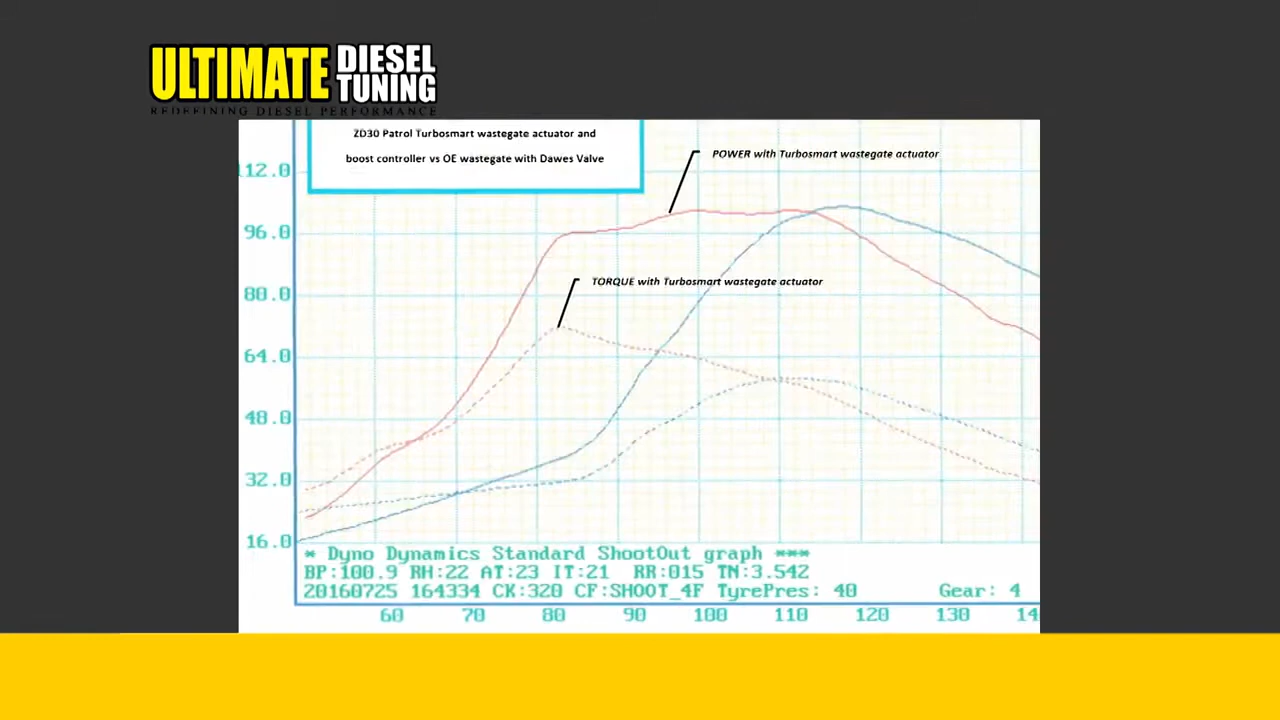 ULTIMATE DIESEL TUNING
REDEFINING DIESEL PERFORMANCE
ZD30 Patrol Turbosmart wastegate actuator and
boost controller vs OE wastegate with Dawes Valve
POWER with Turbosmart wastegate actuator
112.0
96.0
TORQUE with Turbosmart wastegate actuator
80.0
64.0
48.0
32.0
16.0
* Dyno Dynamics Standard ShootOut graph ***
BP:100.9 RH:22 AT:23 IT:21 RR:015 TN:3.542
20160725 164334 CK:320 CF:SHOOT_4F TyrePres: 40 Gear: 4
60 70 80 90 100 110 120 130